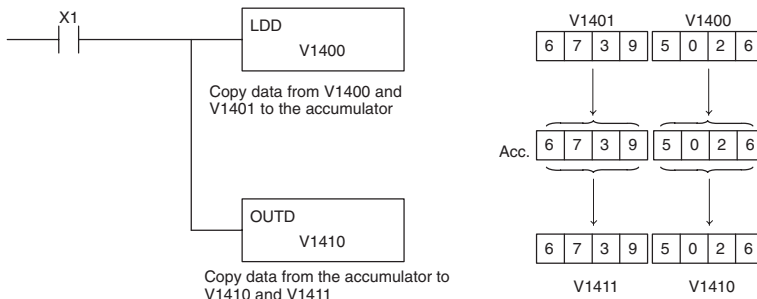 X1
LDD
V1400
Copy data from V1400 and
V1401 to the accumulator
OUTD
V1410
Copy data from the accumulator to
V1410 and V1411
V1401 V1400
6 7 3 9 5 0 2 6
Acc. 6 7 3 9 5 0 2 6
6 7 3 9 5 0 2 6
V1411 V1410